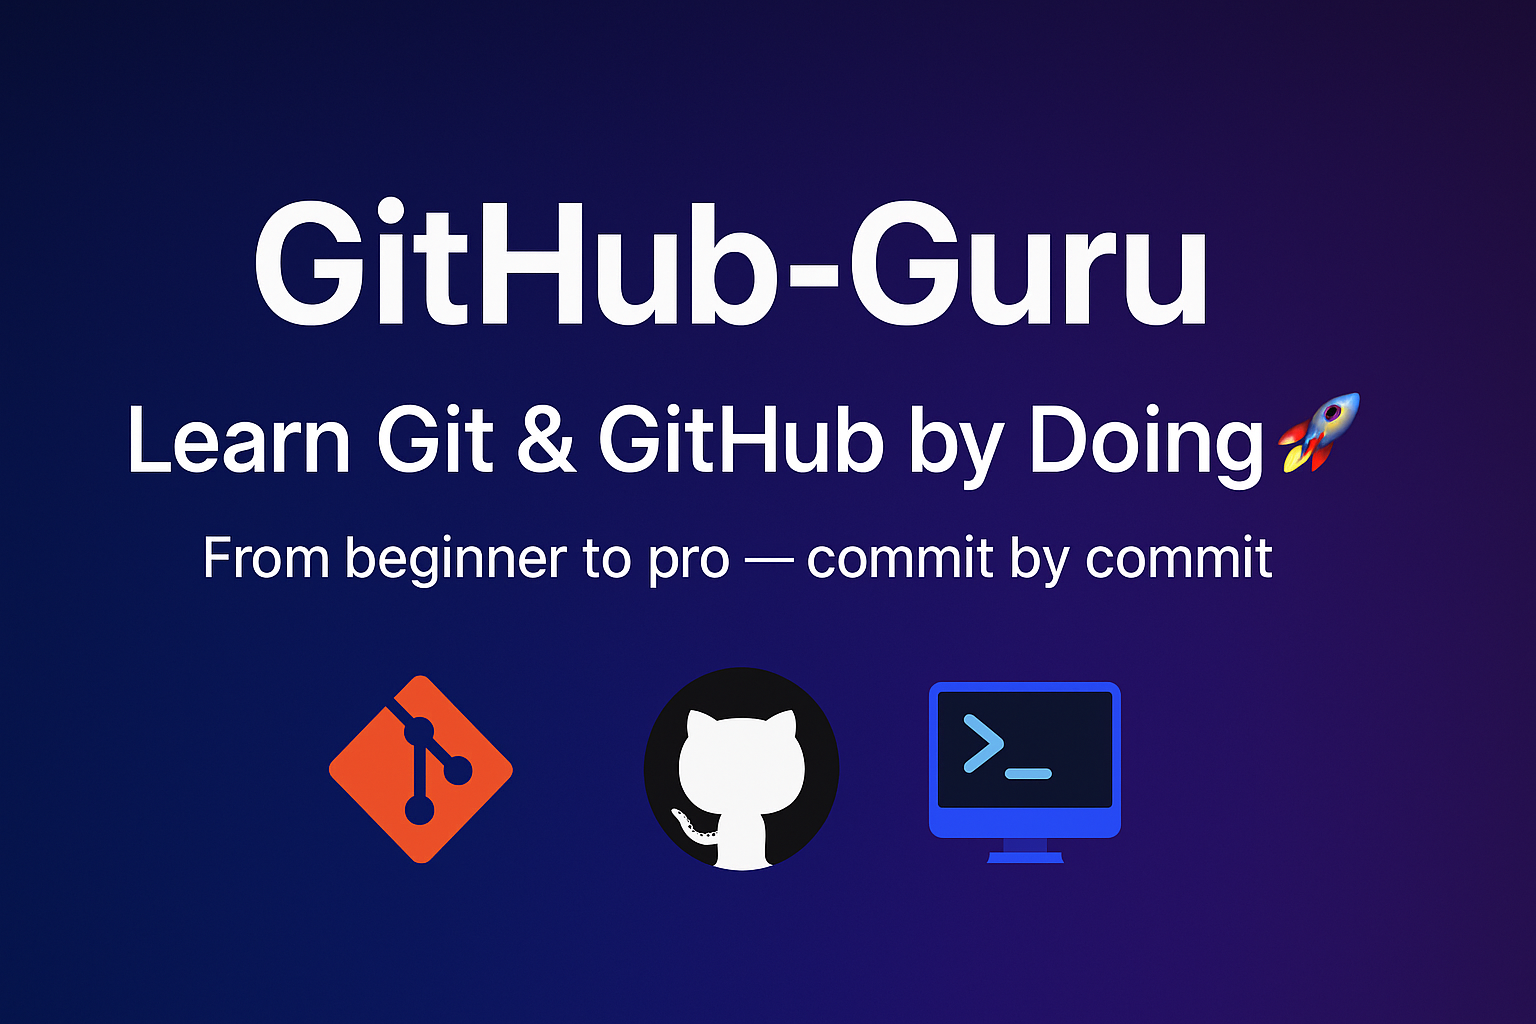 GitHub-Guru
Learn Git & GitHub by Doing🚀
From beginner to pro — commit by commit
>_